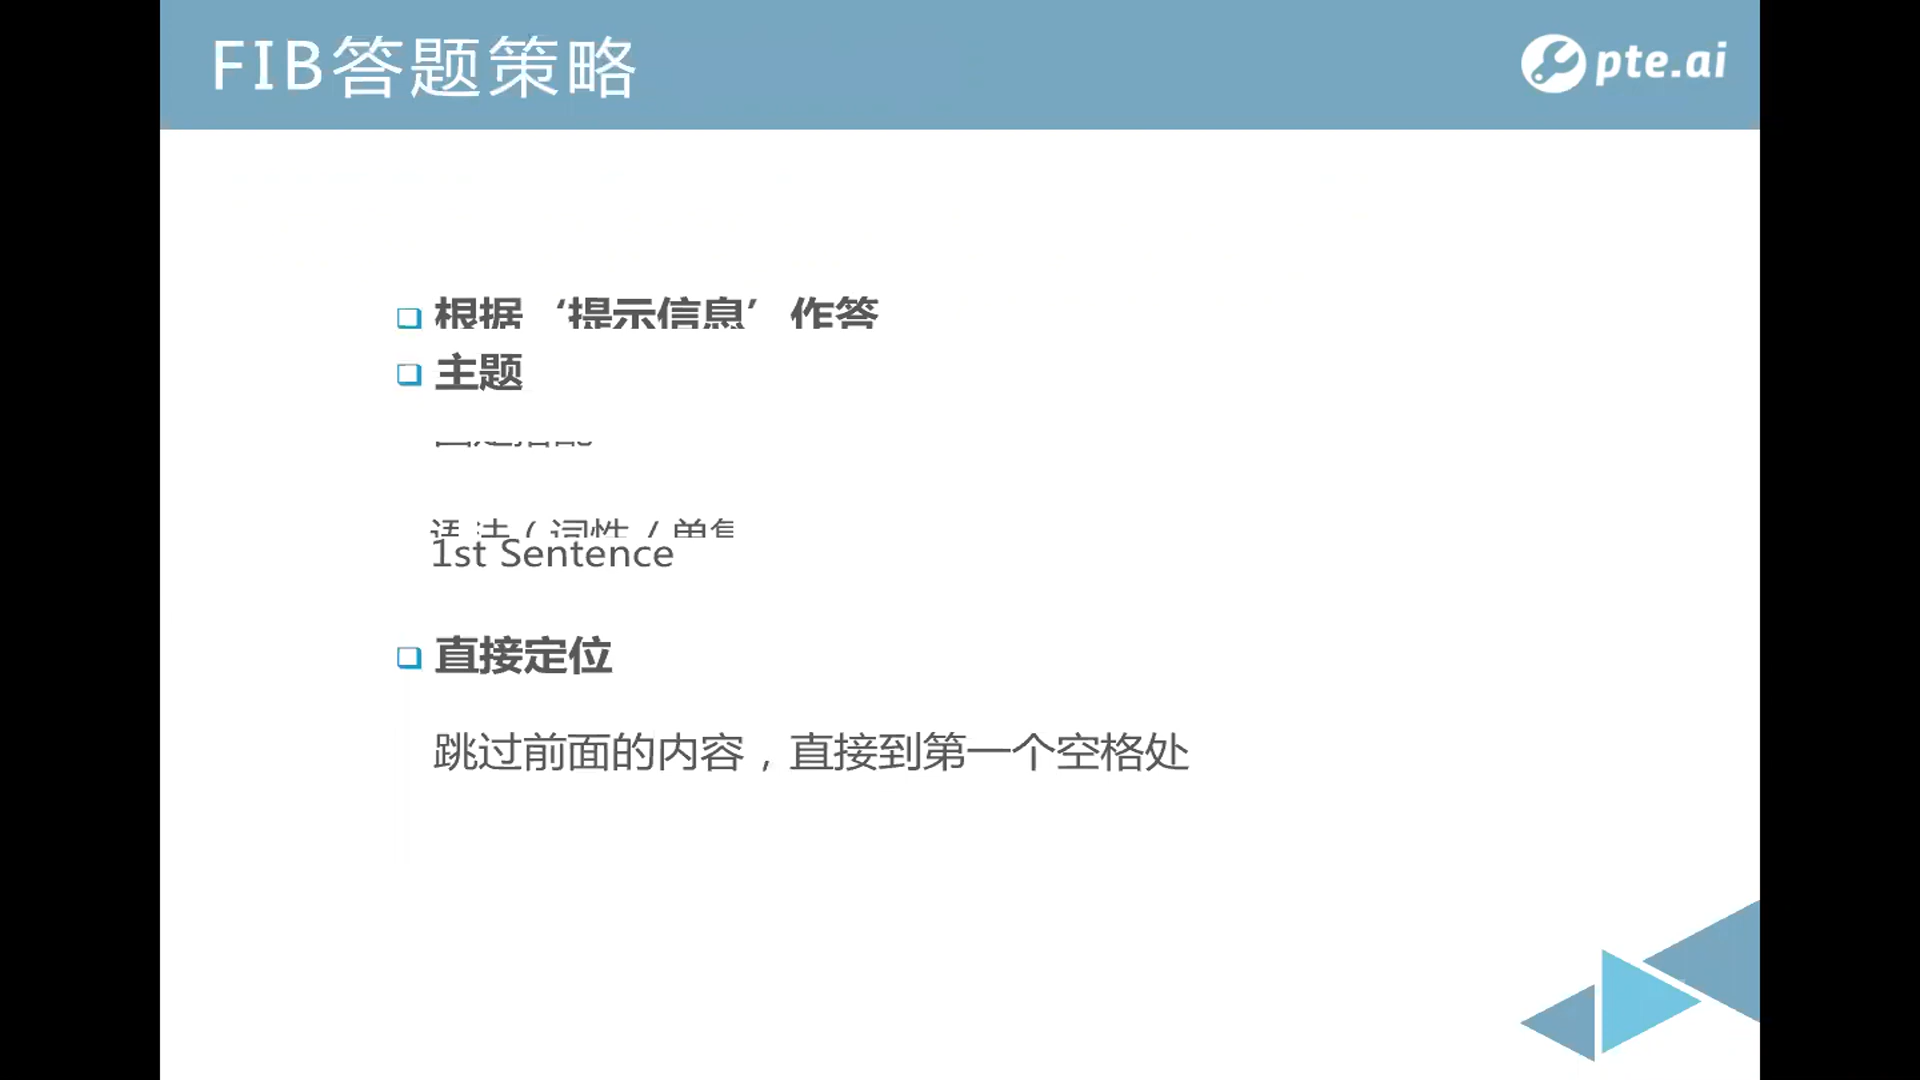 FIB答题策略
pte.ai
根据‘提示信息’作答
主题
1st Sentence
直接定位
跳过前面的内容，直接到第一个空格处